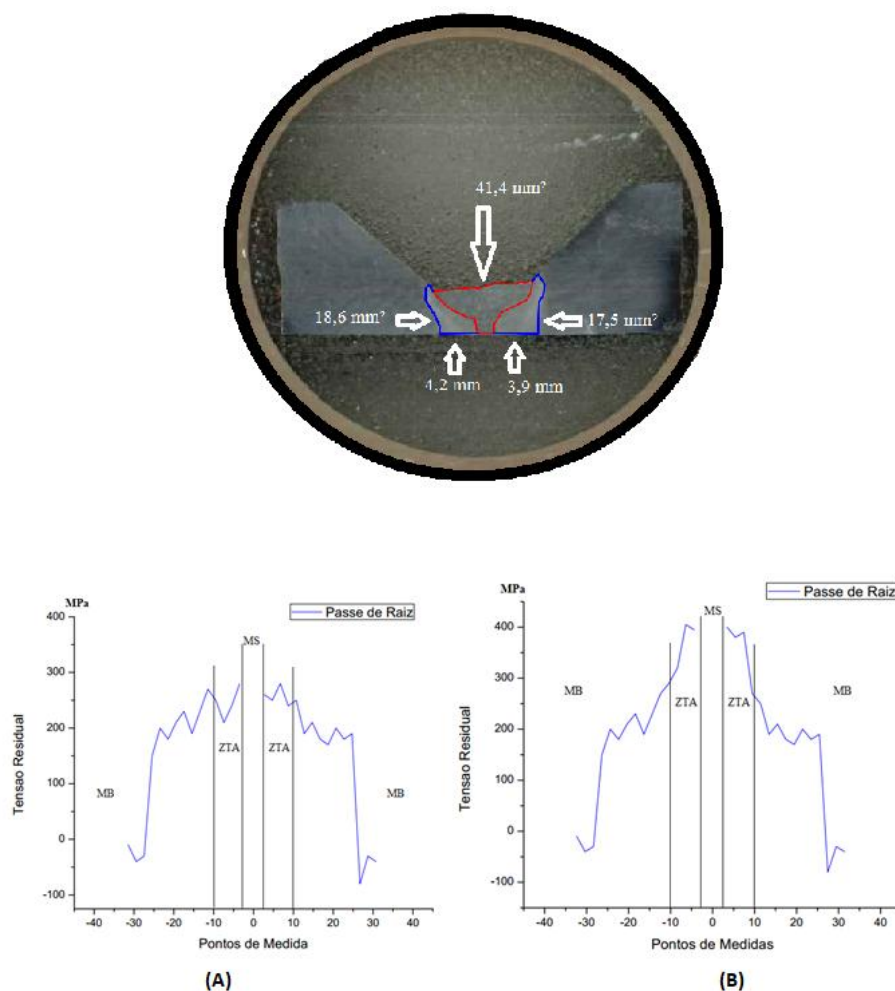 41,4 mm²
18,6 mm²
17,5 mm²
4,2 mm
3,9 mm
MPa
Passe de Raiz
400
300
200
100
0
-100
MS
ZTA
ZTA
MB
MB
Tensao Residual
-40
-30
-20
-10
0
10
20
30
40
Pontos de Medida
(A)
MPa
Passe de Raiz
400
300
200
100
0
-100
MS
MB
MB
ZTA
ZTA
Tensao Residual
-40
-30
-20
-10
0
10
20
30
40
Pontos de Medidas
(B)